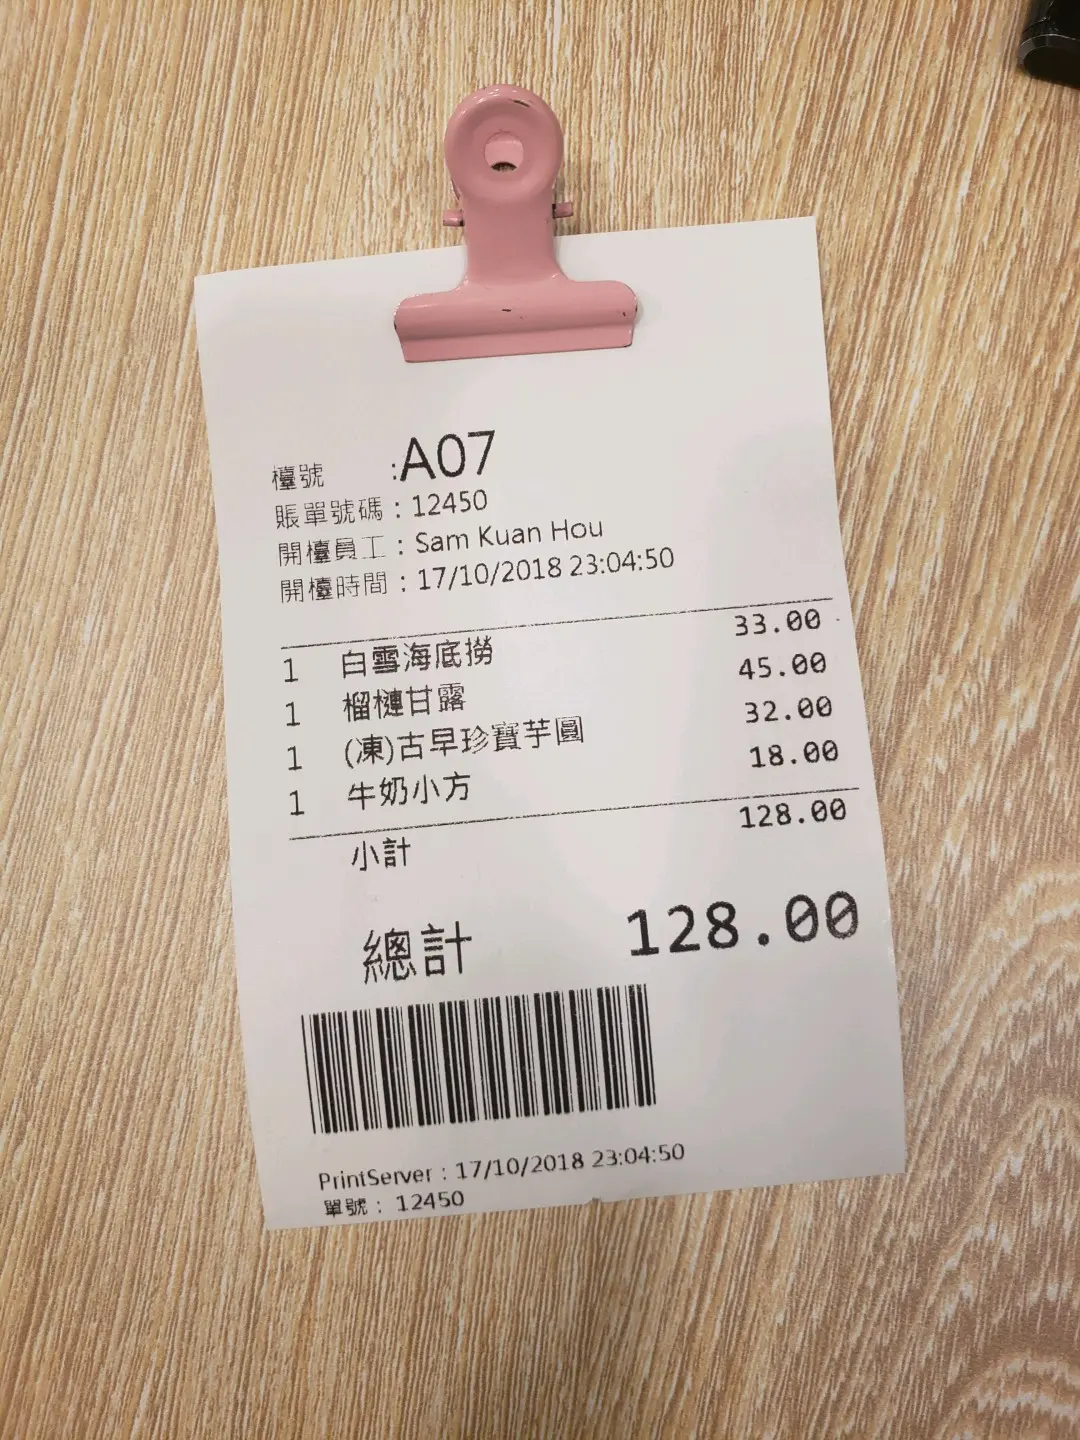 檯號 :A07
賬單號碼 : 12450
開檯員工 : Sam Kuan Hou
開檯時間 : 17/10/2018 23:04:50
1 白雪海底撈 33.00
1 榴槤甘露 45.00
1 (凍)古早珍寶芋圓 32.00
1 牛奶小方 18.00
小計 128.00
總計 128.00
PrintServer : 17/10/2018 23:04:50
單號 : 12450